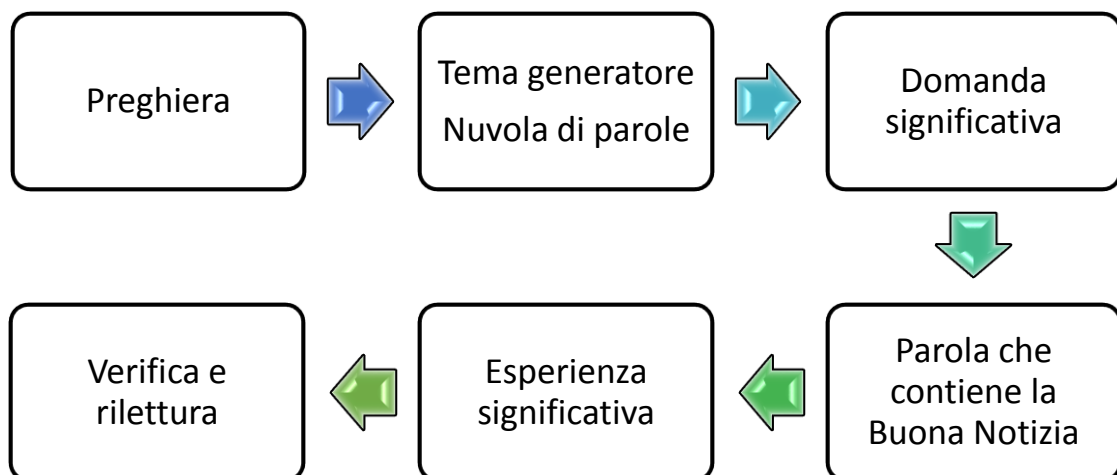 Preghiera
Tema generatore
Nuvola di parole
Domanda
significativa
Parola che
contiene la
Buona Notizia
Esperienza
significativa
Verifica e
rilettura